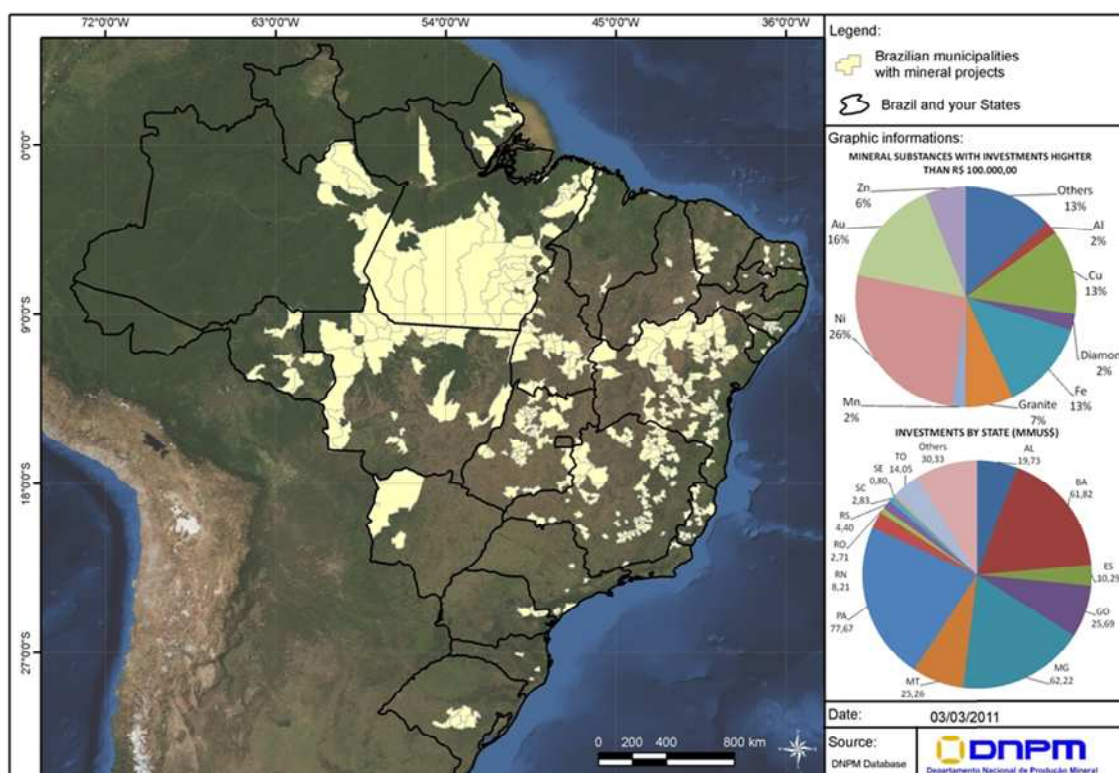 72°0'0"W
63°0'0"W
54°0'0"W
45°0'0"W
36°0'0"W
0°0'0"
9°0'0"S
18°0'0"S
27°0'0"S
0 200 400 800 km
Legend:
Brazilian municipalities
with mineral projects
Brazil and your States
Graphic informations:
MINERAL SUBSTANCES WITH INVESTMENTS HIGHTER
THAN R$ 100.000,00
Zn
6%
Others
13%
Au
16%
Al
2%
Cu
13%
Ni
26%
Diamon
2%
Fe
13%
Mn
2%
Granite
7%
INVESTMENTS BY STATE (MMUS$)
Others
30,33
AL
19,73
TO
14,05
SE
0,80
BA
61,82
SC
2,83
RS
4,40
RO
2,71
ES
10,29
RN
8,21
GO
25,69
PA
77,67
MG
62,22
MT
25,26
Date: 03/03/2011
Source:
DNPM Database
DNPM
Departamento Nacional de Produção Mineral